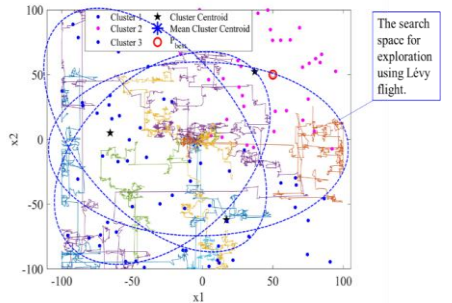 Cluster 1
Cluster 2
Cluster 3
Cluster Centroid
Mean Cluster Centroid
The search
space for
exploration
using Lévy
flight.
100
50
0
-50
-100
x2
-100
-50
0
50
100
x1